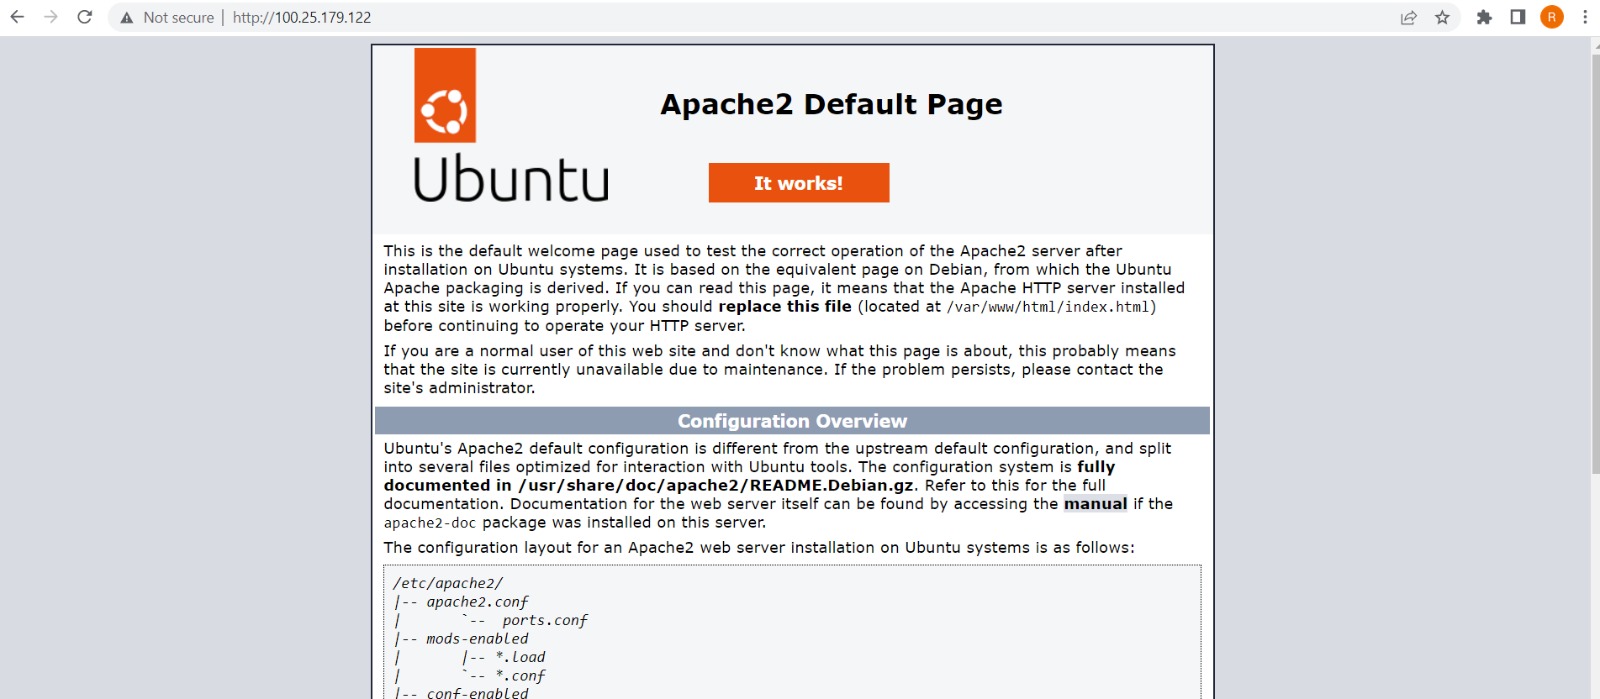 Not secure | http://100.25.179.122
R
Apache2 Default Page
Ubuntu
It works!
This is the default welcome page used to test the correct operation of the Apache2 server after
installation on Ubuntu systems. It is based on the equivalent page on Debian, from which the Ubuntu
Apache packaging is derived. If you can read this page, it means that the Apache HTTP server installed
at this site is working properly. You should replace this file (located at /var/www/html/index.html)
before continuing to operate your HTTP server.
If you are a normal user of this web site and don't know what this page is about, this probably means
that the site is currently unavailable due to maintenance. If the problem persists, please contact the
site's administrator.
Configuration Overview
Ubuntu's Apache2 default configuration is different from the upstream default configuration, and split
into several files optimized for interaction with Ubuntu tools. The configuration system is fully
documented in /usr/share/doc/apache2/README.Debian.gz. Refer to this for the full
documentation. Documentation for the web server itself can be found by accessing the manual if the
apache2-doc package was installed on this server.
The configuration layout for an Apache2 web server installation on Ubuntu systems is as follows:
/etc/apache2/
|-- apache2.conf
|       `--  ports.conf
|-- mods-enabled
|       |-- *.load
|       `-- *.conf
|-- conf-enabled